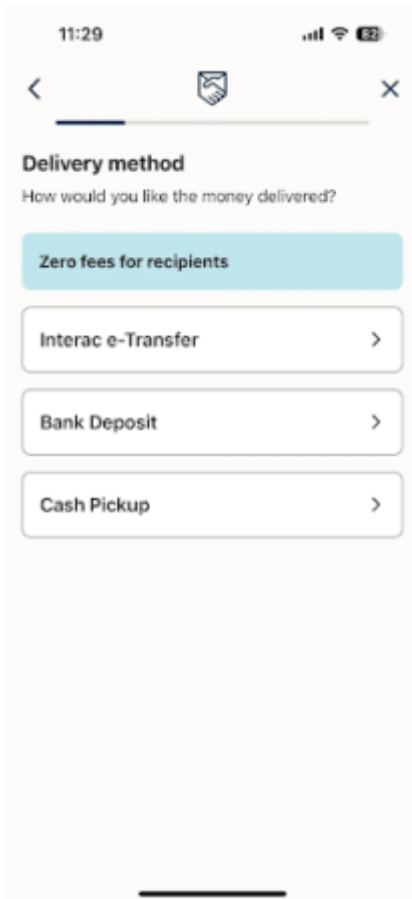 11:29
82
Delivery method
How would you like the money delivered?
Zero fees for recipients
Interac e-Transfer
Bank Deposit
Cash Pickup